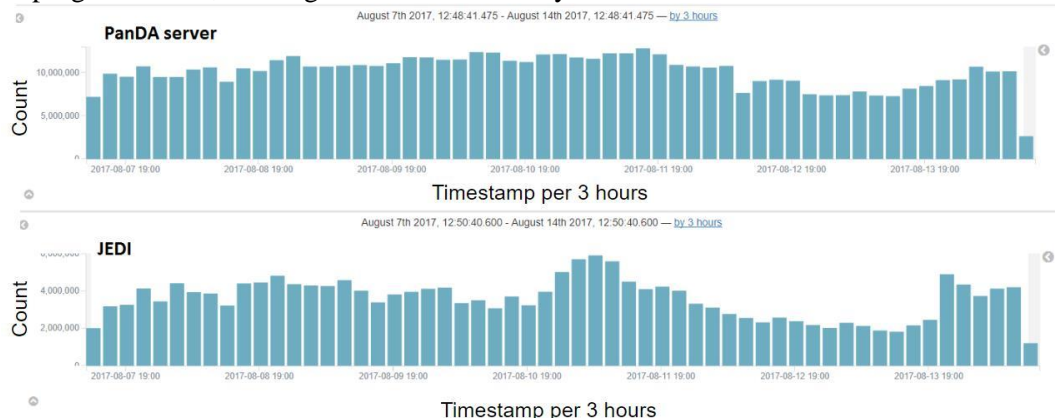 August 7th 2017, 12:48:41.475 - August 14th 2017, 12:48:41.475 — by 3 hours
PanDA server
Count
10,000,000
5,000,000
0
2017-08-07 19:00 2017-08-08 19:00 2017-08-09 19:00 2017-08-10 19:00 2017-08-11 19:00 2017-08-12 19:00 2017-08-13 19:00
Timestamp per 3 hours
August 7th 2017, 12:50:40.600 - August 14th 2017, 12:50:40.600 — by 3 hours
JEDI
Count
4,000,000
2,000,000
0
2017-08-07 19:00 2017-08-08 19:00 2017-08-09 19:00 2017-08-10 19:00 2017-08-11 19:00 2017-08-12 19:00 2017-08-13 19:00
Timestamp per 3 hours